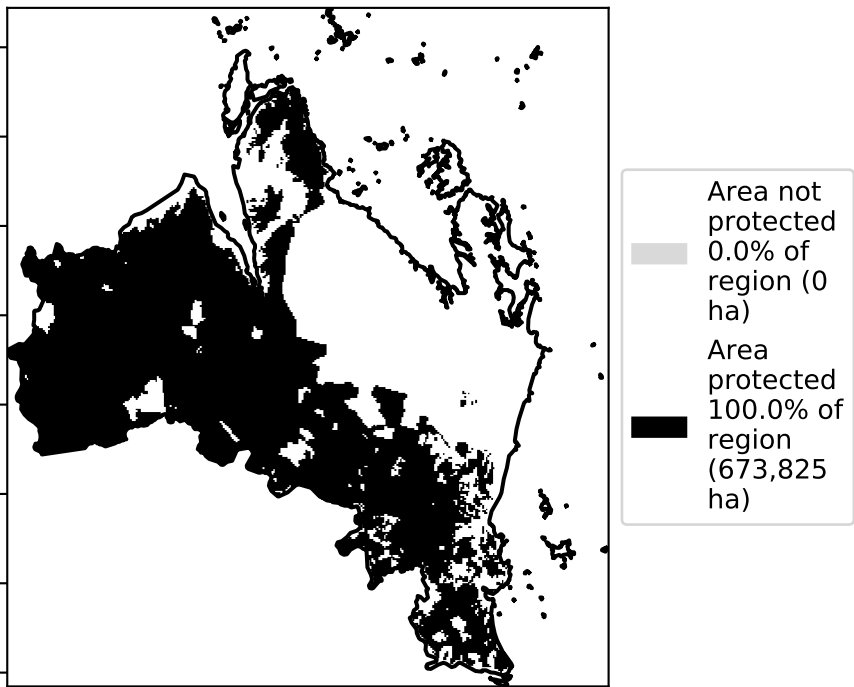 Area not
protected
0.0% of
region (0
ha)
Area
protected
100.0% of
region
(673,825
ha)